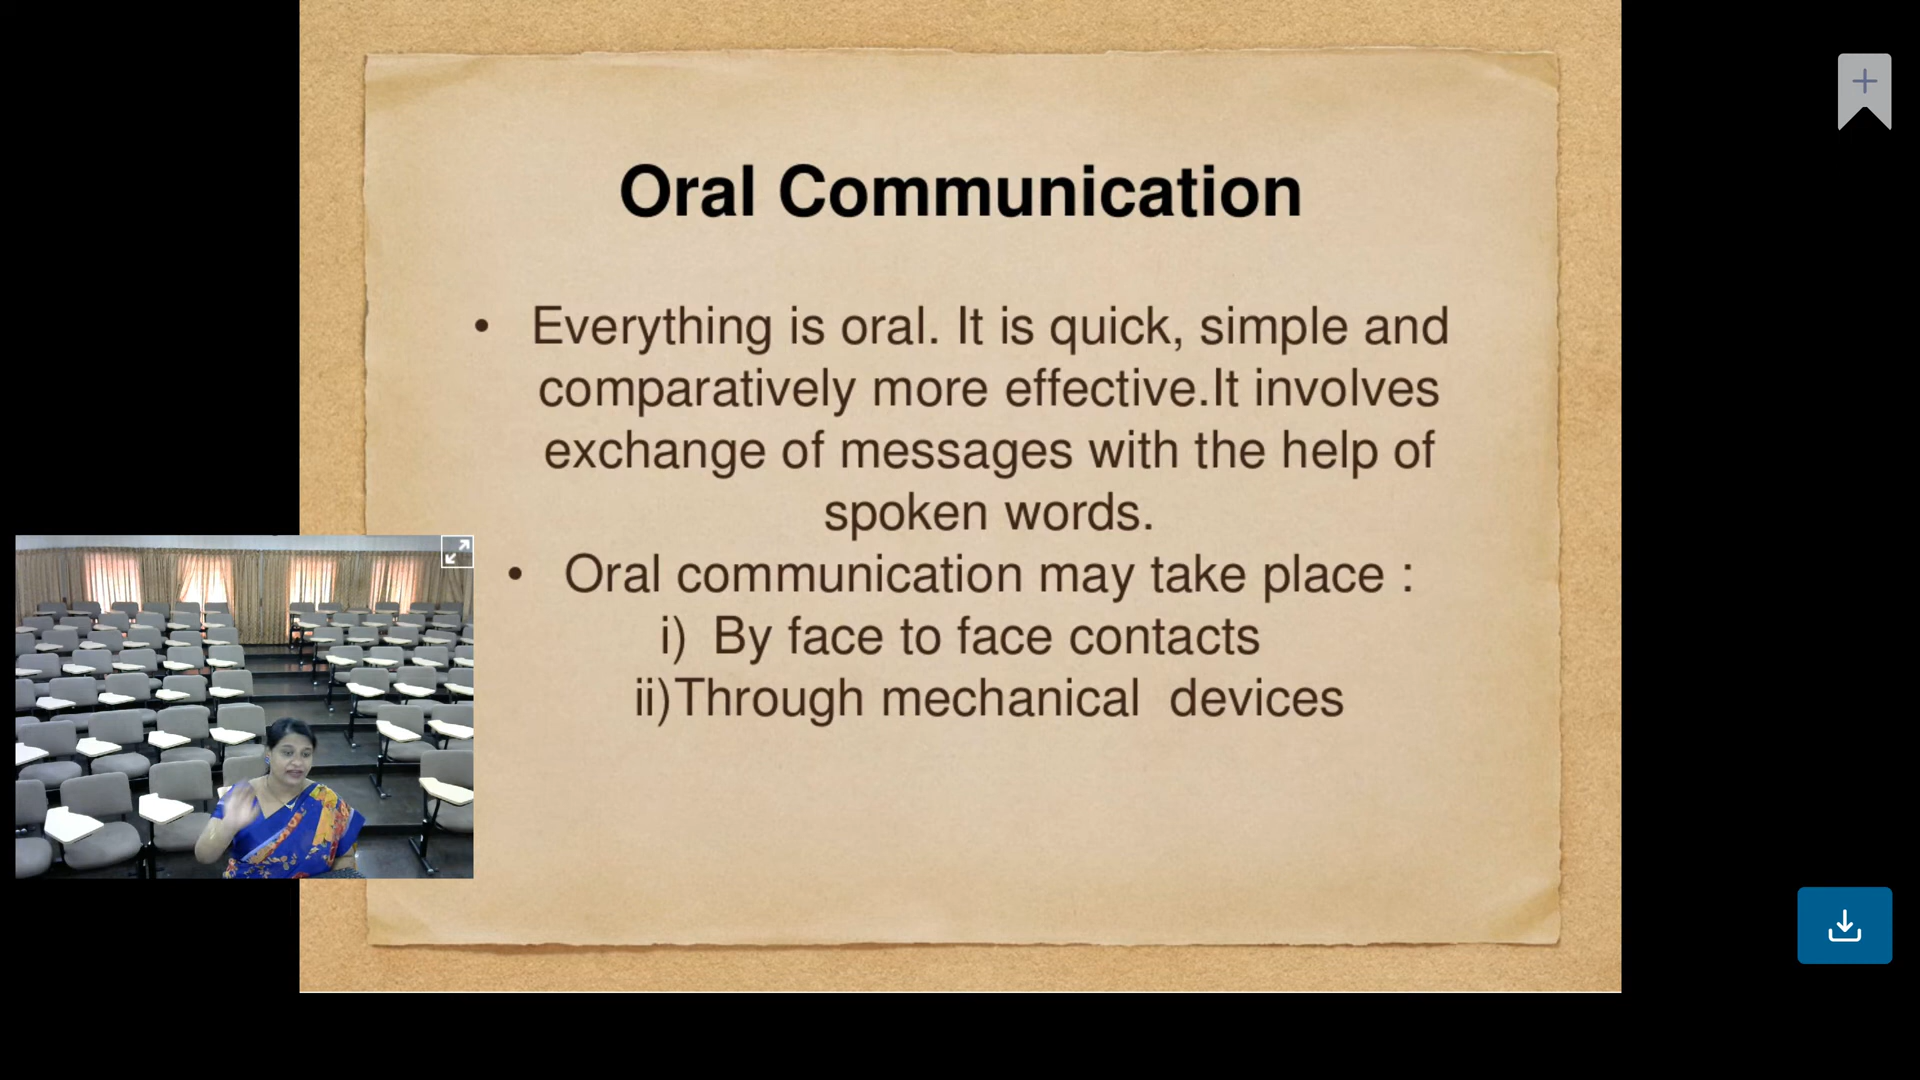 Oral Communication
• Everything is oral. It is quick, simple and
comparatively more effective.It involves
exchange of messages with the help of
spoken words.
• Oral communication may take place :
i) By face to face contacts
ii)Through mechanical devices